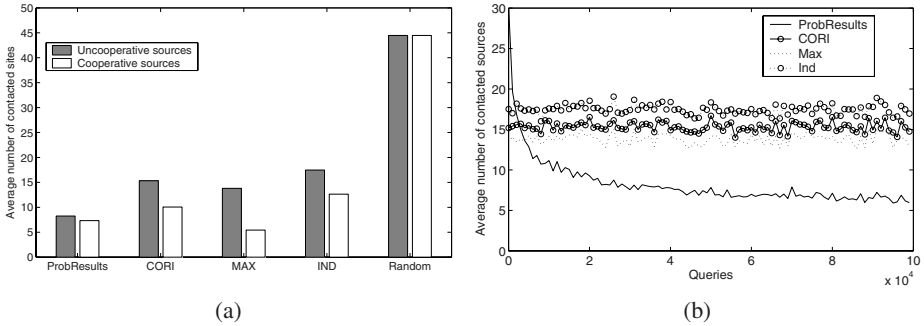 Average number of contacted sites
50
45
40
35
30
25
20
15
10
5
0
Uncooperative sources
Cooperative sources
ProbResults CORI MAX IND Random
(a)
Average number of contacted sources
30
25
20
15
10
5
0
ProbResults
CORI
Max
Ind
0 2 4 6 8 10
Queries
x 10^4
(b)